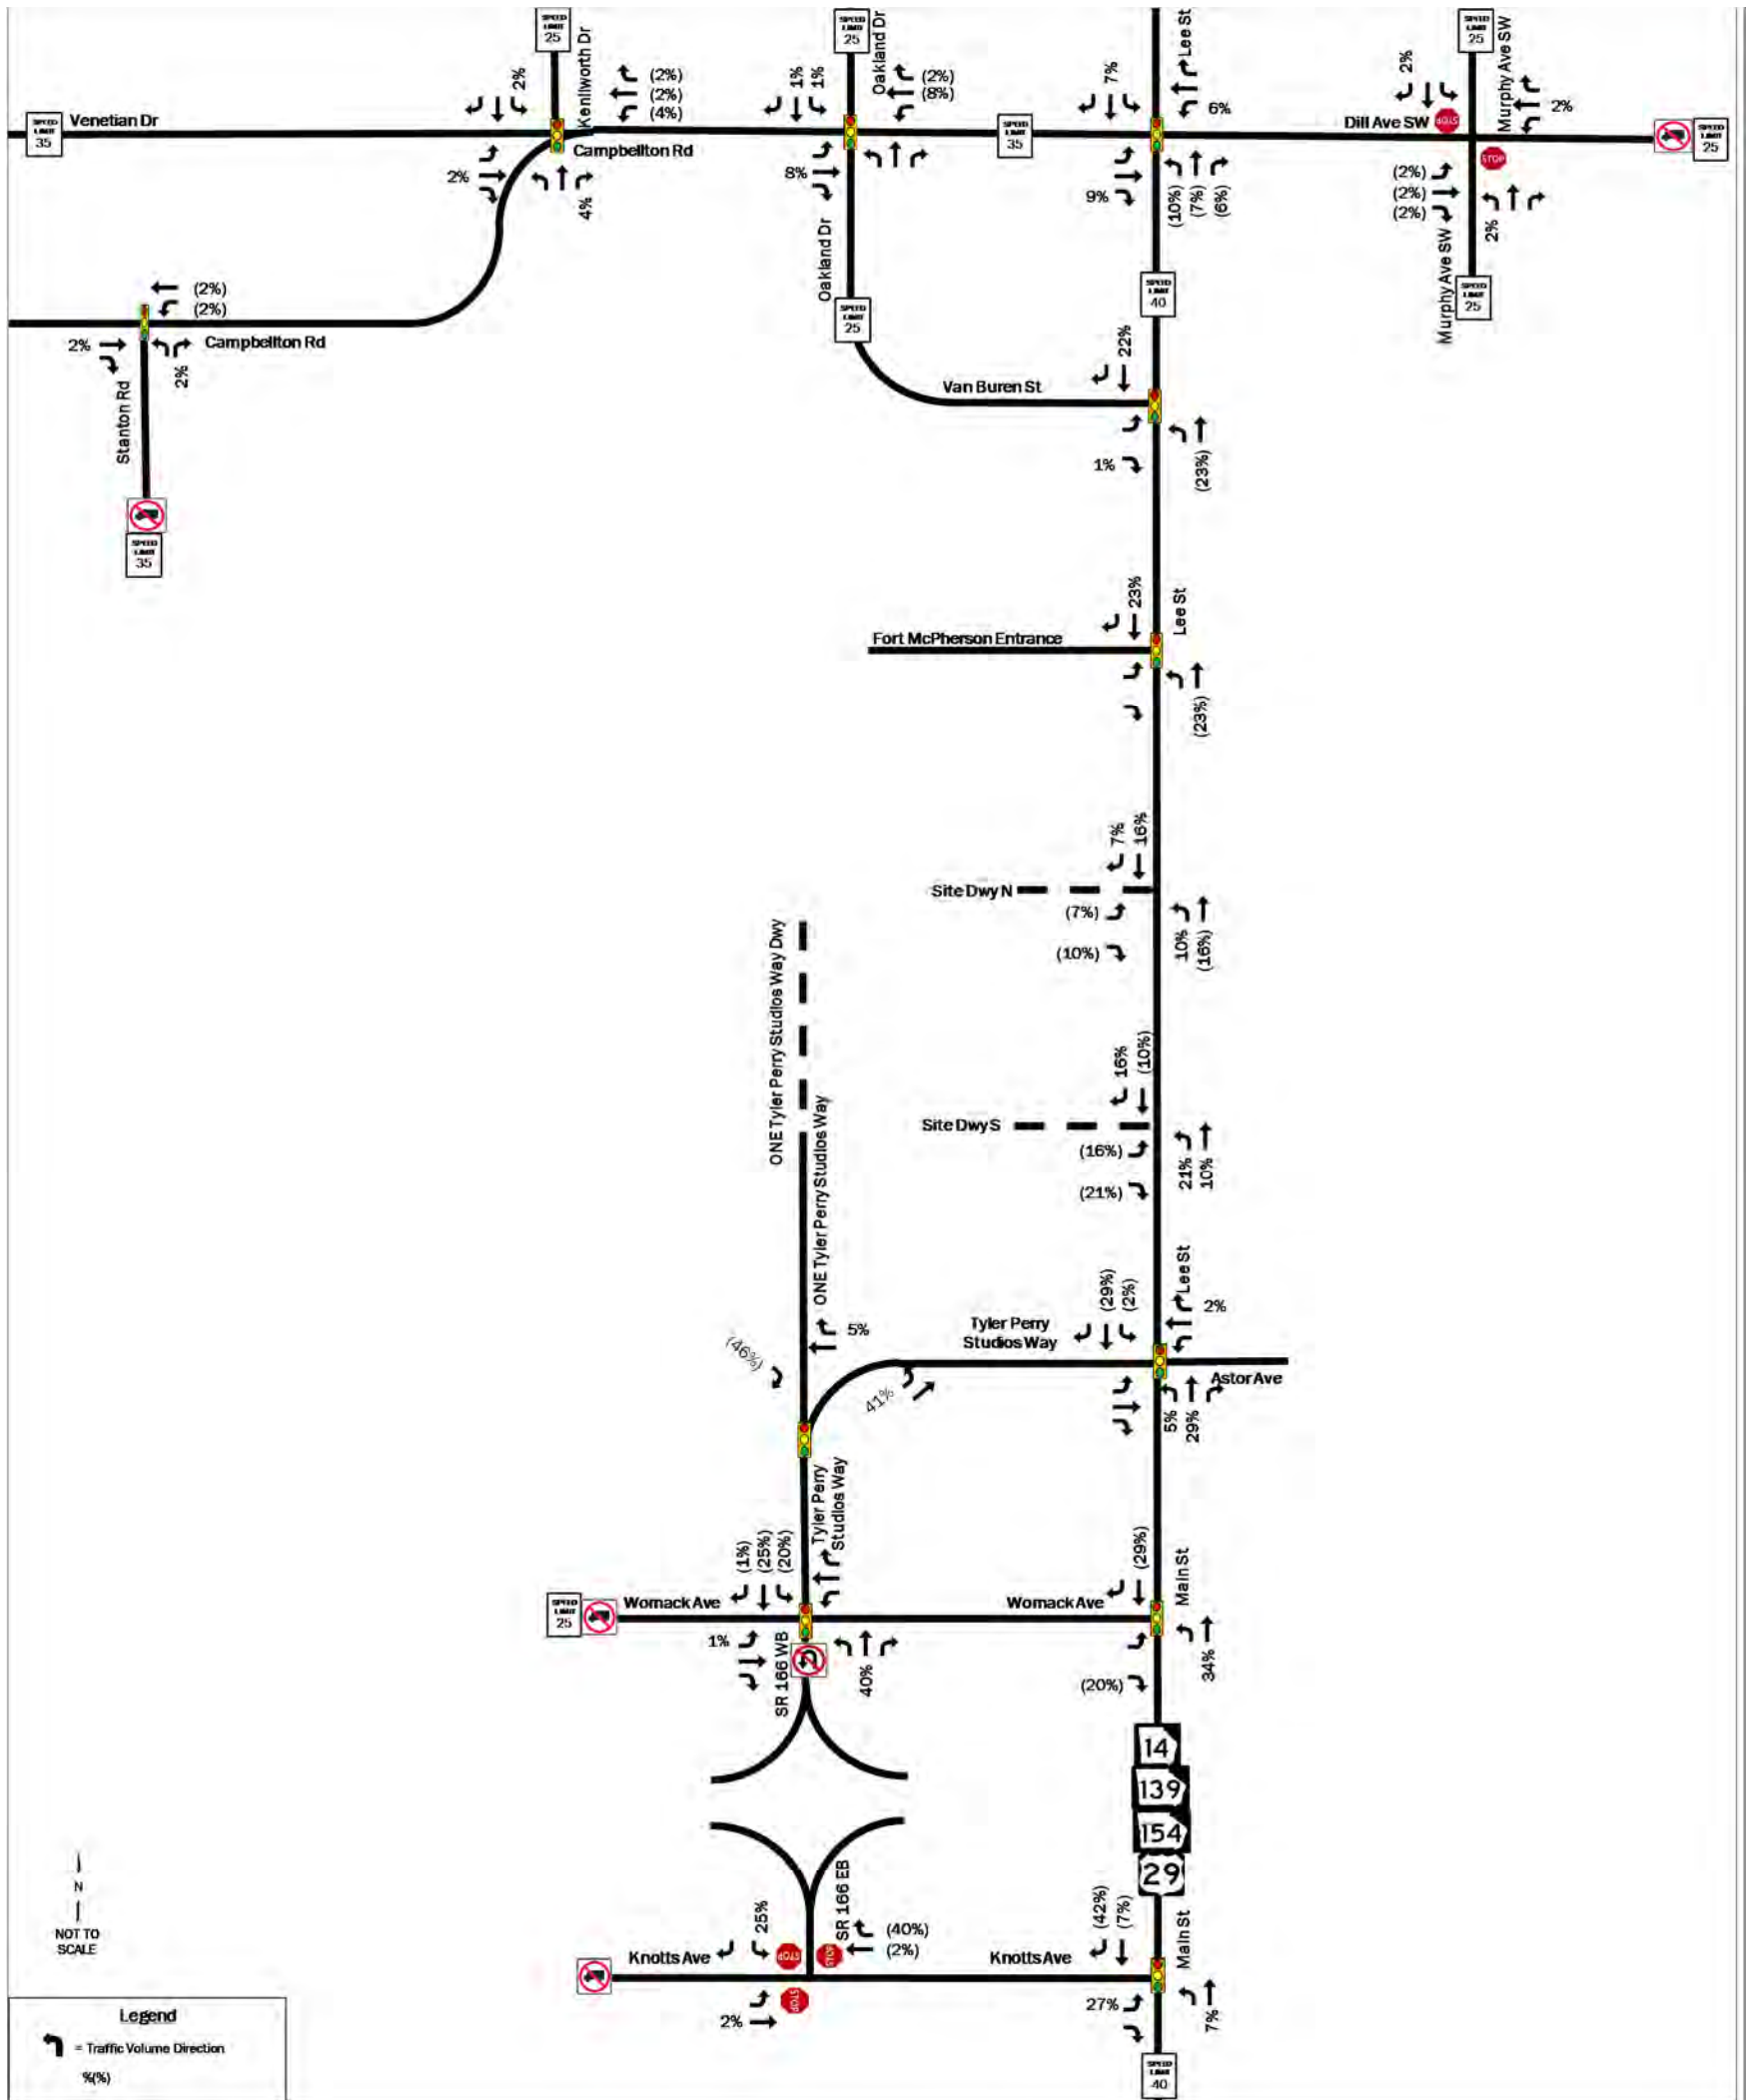 SPEED LIMIT 25
Kenilworth Dr
SPEED LIMIT 25
Oakland Dr
Lee St
SPEED LIMIT 25
Murphy Ave SW
2%
(2%)
(2%)
(4%)
1%
1%
(2%)
(8%)
7%
6%
2%
2%
SPEED LIMIT 35
Venetian Dr
Campbellton Rd
SPEED LIMIT 35
Dill Ave SW
STOP
STOP
SPEED LIMIT 25
2%
4%
8%
9%
(10%)
(7%)
(6%)
(2%)
(2%)
(2%)
2%
Oakland Dr
Murphy Ave SW
SPEED LIMIT 25
SPEED LIMIT 40
SPEED LIMIT 25
(2%)
(2%)
2%
Campbellton Rd
2%
Stanton Rd
SPEED LIMIT 35
22%
Van Buren St
1%
(23%)
23%
Lee St
Fort McPherson Entrance
(23%)
7%
16%
Site Dwy N
(7%)
(10%)
10%
(16%)
ONE Tyler Perry Studios Way Dwy
ONE Tyler Perry Studios Way
16%
(10%)
Site Dwy S
(16%)
(21%)
21%
10%
Lee St
(29%)
(2%)
2%
5%
(46%)
Tyler Perry
Studios Way
41%
Astor Ave
5%
29%
Tyler Perry
Studios Way
(1%)
(25%)
(20%)
(29%)
Main St
SPEED LIMIT 25
Womack Ave
Womack Ave
1%
SR 166 WB
40%
(20%)
34%
14
139
154
29
N
NOT TO
SCALE
25%
SR 166 EB
(40%)
(2%)
(42%)
(7%)
Main St
Knotts Ave
STOP
STOP
Knotts Ave
STOP
2%
27%
7%
SPEED LIMIT 40
Legend
= Traffic Volume Direction
%(%)